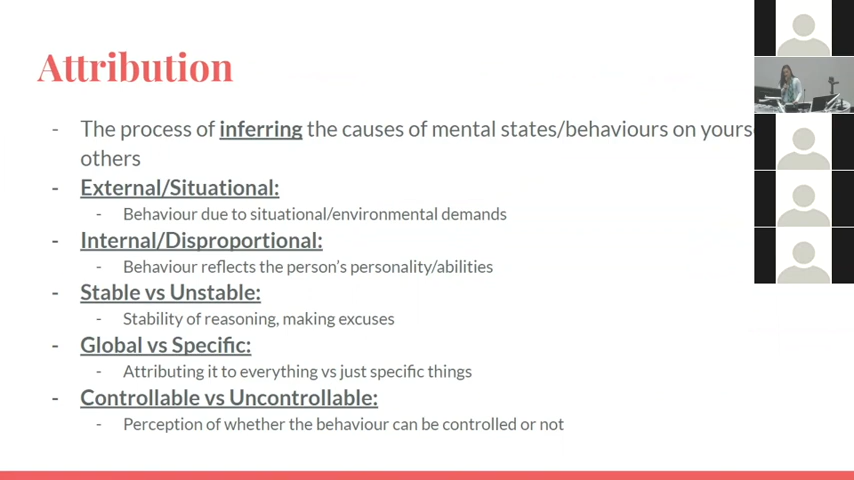 Attribution
- The process of inferring the causes of mental states/behaviours on yours
others
- External/Situational:
- Behaviour due to situational/environmental demands
- Internal/Disproportional:
- Behaviour reflects the person's personality/abilities
- Stable vs Unstable:
- Stability of reasoning, making excuses
- Global vs Specific:
- Attributing it to everything vs just specific things
- Controllable vs Uncontrollable:
- Perception of whether the behaviour can be controlled or not